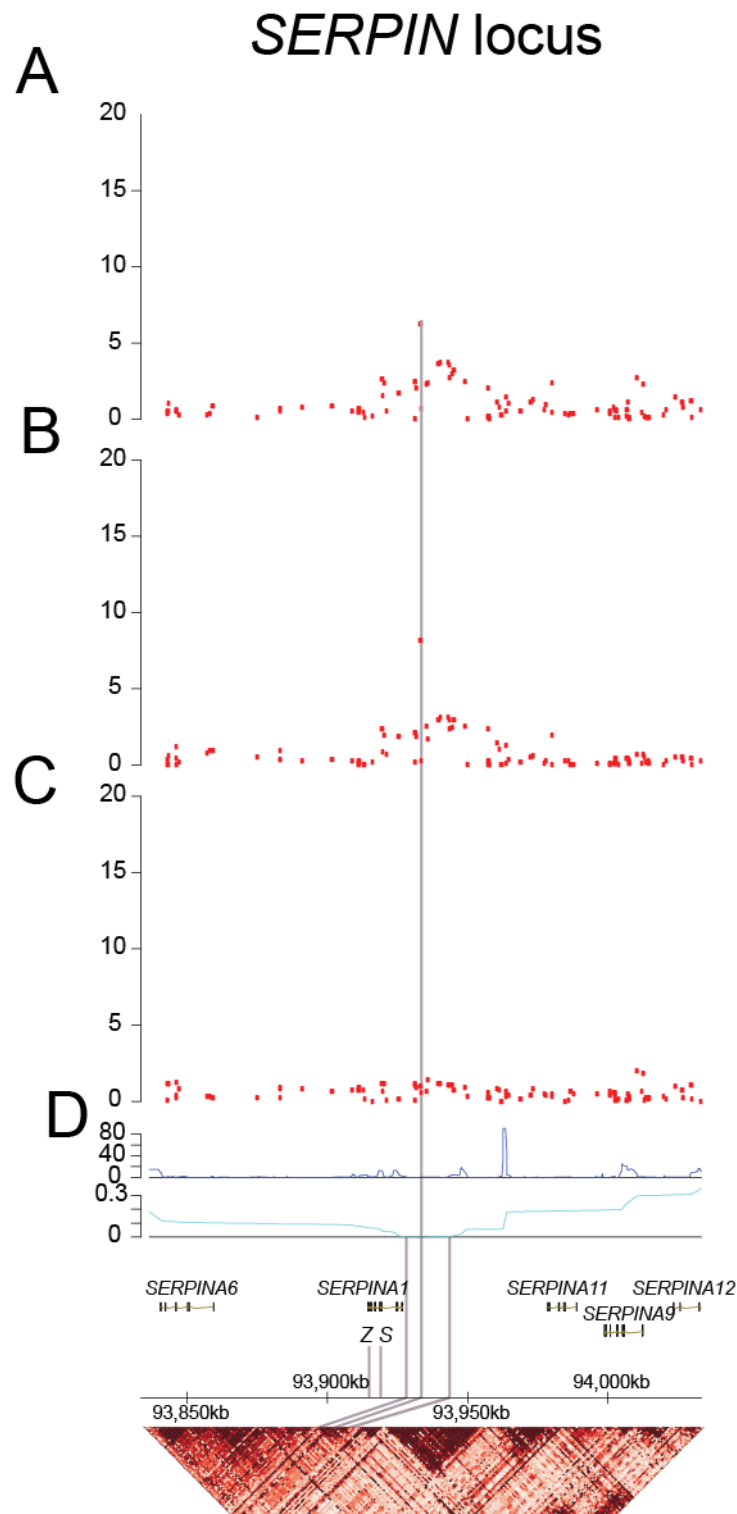 SERPIN locus
A
20
15
10
5
0
B
20
15
10
5
0
C
20
15
10
5
0
D
80
40
0
0.3
0
SERPINA6 SERPINA1 SERPINA11 SERPINA12
SERPINA9
Z S
93,900kb 94,000kb
93,850kb 93,950kb